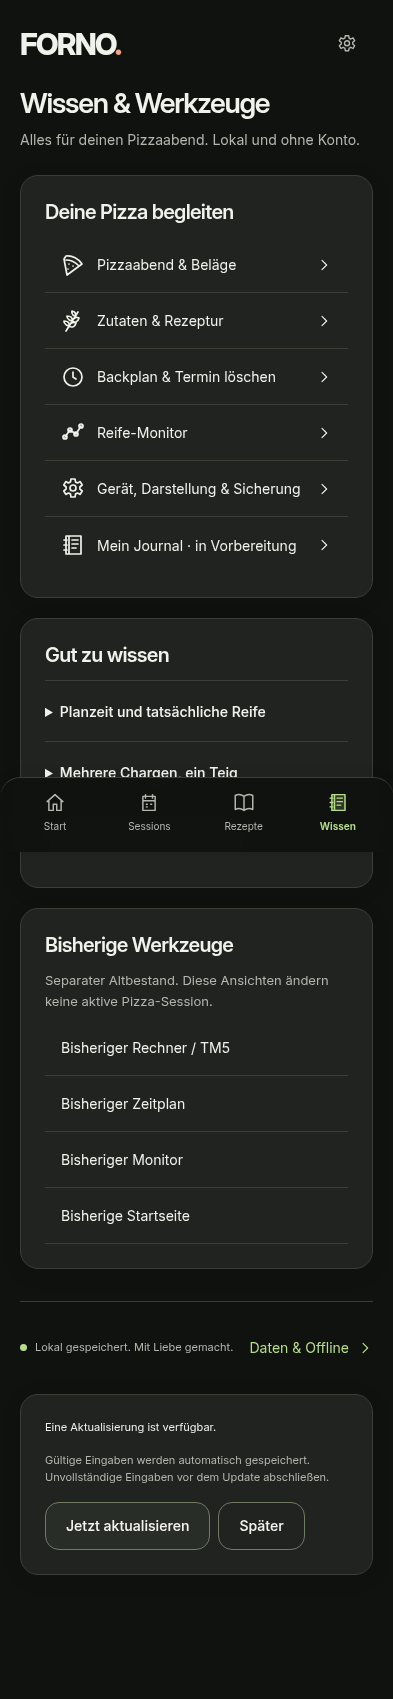 FORNO.
Wissen & Werkzeuge
Alles für deinen Pizzaabend. Lokal und ohne Konto.
Deine Pizza begleiten
Pizzaabend & Beläge
Zutaten & Rezeptur
Backplan & Termin löschen
Reife-Monitor
Gerät, Darstellung & Sicherung
Mein Journal · in Vorbereitung
Gut zu wissen
Planzeit und tatsächliche Reife
Mehrere Chargen, ein Teig
Start
Sessions
Rezepte
Wissen
Bisherige Werkzeuge
Separater Altbestand. Diese Ansichten ändern
keine aktive Pizza-Session.
Bisheriger Rechner / TM5
Bisheriger Zeitplan
Bisheriger Monitor
Bisherige Startseite
Lokal gespeichert. Mit Liebe gemacht.
Daten & Offline
Eine Aktualisierung ist verfügbar.
Gültige Eingaben werden automatisch gespeichert.
Unvollständige Eingaben vor dem Update abschließen.
Jetzt aktualisieren
Später